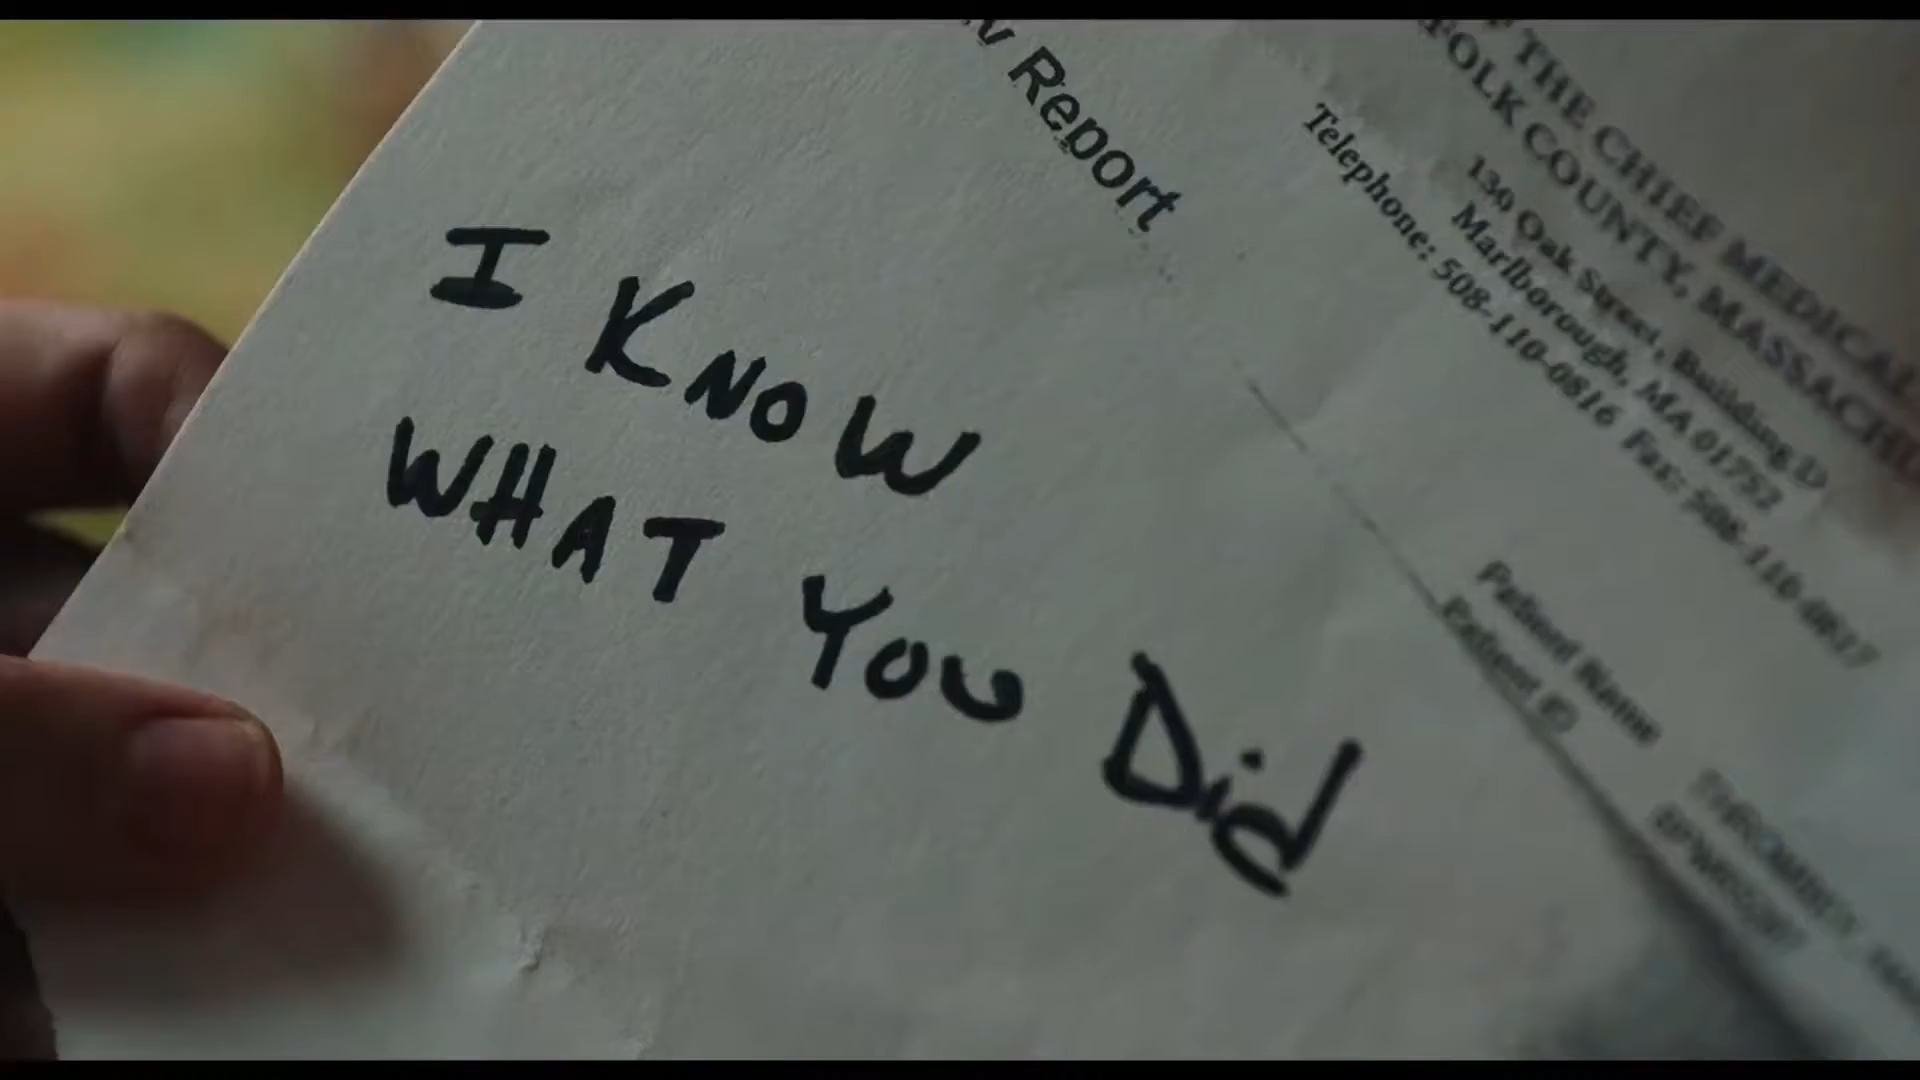 I KNOW
WHAT YOU Did
Report
THE CHIEF MEDICAL
FOLK COUNTY, MASSACHU
130 Oak Street, Building D
Marlborough, MA 01752
Telephone: 508-110-0816 Fax: 508-110-0817
Patient Name
Patient ID